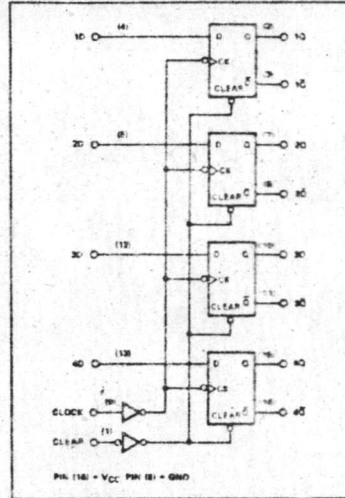 1D (4) D Q (2) 1Q
CK
CLEAR Q̅ (3) 1Q̅
2D (5) D Q (7) 2Q
CK
CLEAR Q̅ (6) 2Q̅
3D (12) D Q (10) 3Q
CK
CLEAR Q̅ (11) 3Q̅
4D (13) D Q 4Q
CK
CLEAR Q̅ 4Q̅
CLOCK (9)
CLEAR (1)
PIN (16) = VCC PIN (8) = GND